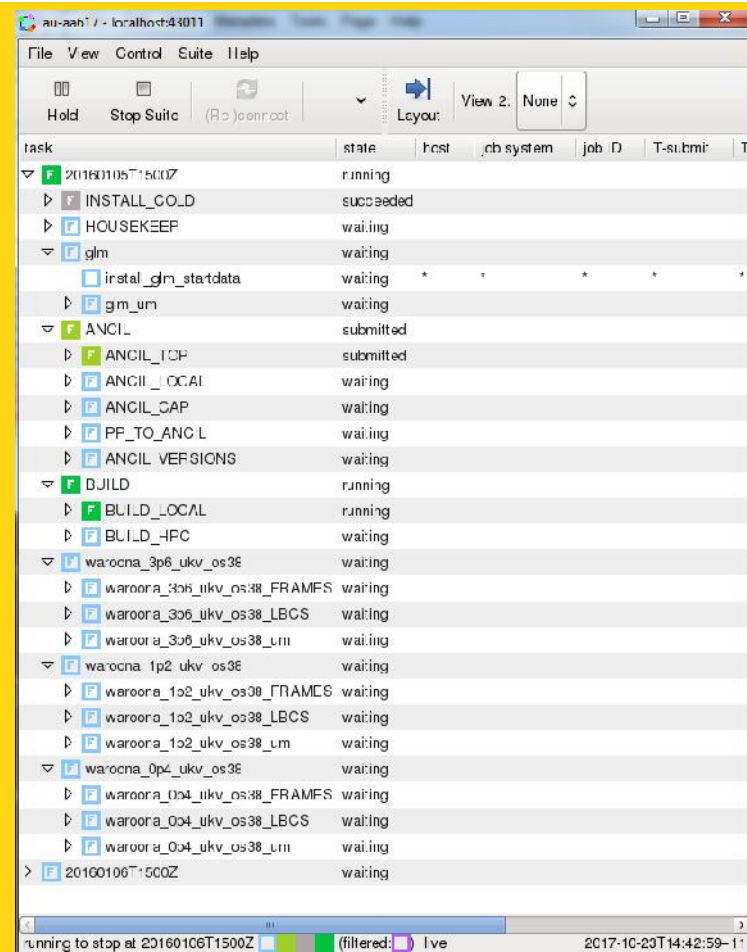 au-aab17 - localhost:43011
File View Control Suite Help
Hold Stop Suite (Re-)connect Layout View 2: None
task state host job system job ID T-submit T
20160105T1500Z running
INSTALL_COLD succeeded
HOUSEKEEP waiting
glm waiting
install_glm_startdata waiting * * * * *
glm_um waiting
ANCIL submitted
ANCIL_TOP submitted
ANCIL_LOCAL waiting
ANCIL_CAP waiting
PP_TO_ANCIL waiting
ANCIL_VERSIONS waiting
BUILD running
BUILD_LOCAL running
BUILD_HPC waiting
waroona_3p6_ukv_os38 waiting
waroona_3p6_ukv_os38_FRAMES waiting
waroona_3p6_ukv_os38_LBCS waiting
waroona_3p6_ukv_os38_um waiting
waroona_1p2_ukv_os38 waiting
waroona_1p2_ukv_os38_FRAMES waiting
waroona_1p2_ukv_os38_LBCS waiting
waroona_1p2_ukv_os38_um waiting
waroona_0p4_ukv_os38 waiting
waroona_0p4_ukv_os38_FRAMES waiting
waroona_0p4_ukv_os38_LBCS waiting
waroona_0p4_ukv_os38_um waiting
20160106T1500Z waiting
running to stop at 20160106T1500Z (filtered: ) live 2017-10-23T14:42:59-11